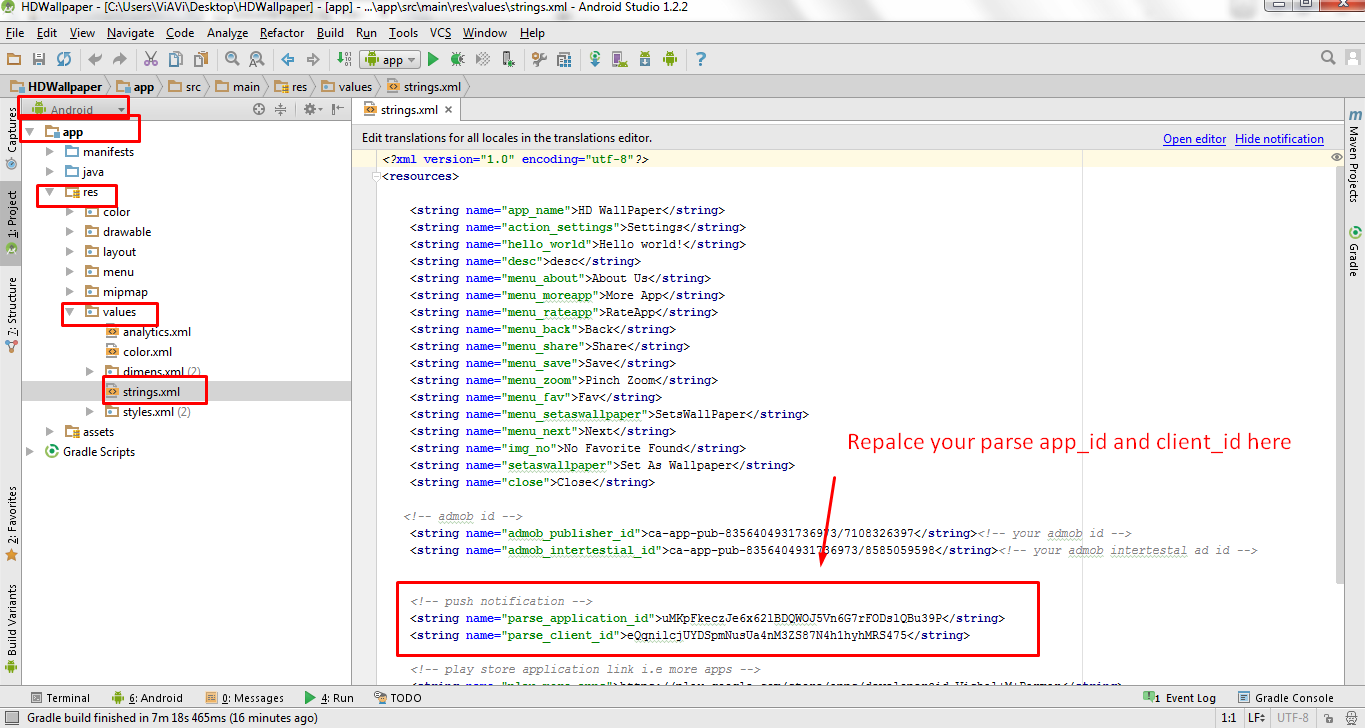 HDWallpaper - [C:\Users\ViAVi\Desktop\HDWallpaper] - [app] - ...\app\src\main\res\values\strings.xml - Android Studio 1.2.2
File Edit View Navigate Code Analyze Refactor Build Run Tools VCS Window Help
app
HDWallpaper app src main res values strings.xml
Android
strings.xml
Captures
1: Project
7: Structure
2: Favorites
Build Variants
app
manifests
java
res
color
drawable
layout
menu
mipmap
values
analytics.xml
color.xml
dimens.xml (2)
strings.xml
styles.xml (2)
assets
Gradle Scripts
Edit translations for all locales in the translations editor. Open editor Hide notification
<?xml version="1.0" encoding="utf-8"?>
<resources>
<string name="app_name">HD WallPaper</string>
<string name="action_settings">Settings</string>
<string name="hello_world">Hello world!</string>
<string name="desc">desc</string>
<string name="menu_about">About Us</string>
<string name="menu_moreapp">More App</string>
<string name="menu_rateapp">RateApp</string>
<string name="menu_back">Back</string>
<string name="menu_share">Share</string>
<string name="menu_save">Save</string>
<string name="menu_zoom">Pinch Zoom</string>
<string name="menu_fav">Fav</string>
<string name="menu_setaswallpaper">SetsWallPaper</string>
<string name="menu_next">Next</string>
<string name="img_no">No Favorite Found</string>
<string name="setaswallpaper">Set As Wallpaper</string>
<string name="close">Close</string>
Repalce your parse app_id and client_id here
<!-- admob id -->
<string name="admob_publisher_id">ca-app-pub-8356404931736973/7108326397</string><!-- your admob id -->
<string name="admob_intertestial_id">ca-app-pub-8356404931736973/8585059598</string><!-- your admob intertestal ad id -->
<!-- push notification -->
<string name="parse_application_id">uMKpFkeczJe6x62lBDQWOJ5Vn6G7rFODslQBu39P</string>
<string name="parse_client_id">eQqnilcjUYDSpmNusUa4nM3ZS87N4h1hyhMRS475</string>
<!-- play store application link i.e more apps -->
Maven Projects
Gradle
Terminal 6: Android 0: Messages 4: Run TODO 1 Event Log Gradle Console
Gradle build finished in 7m 18s 465ms (16 minutes ago) 1:1 LF UTF-8